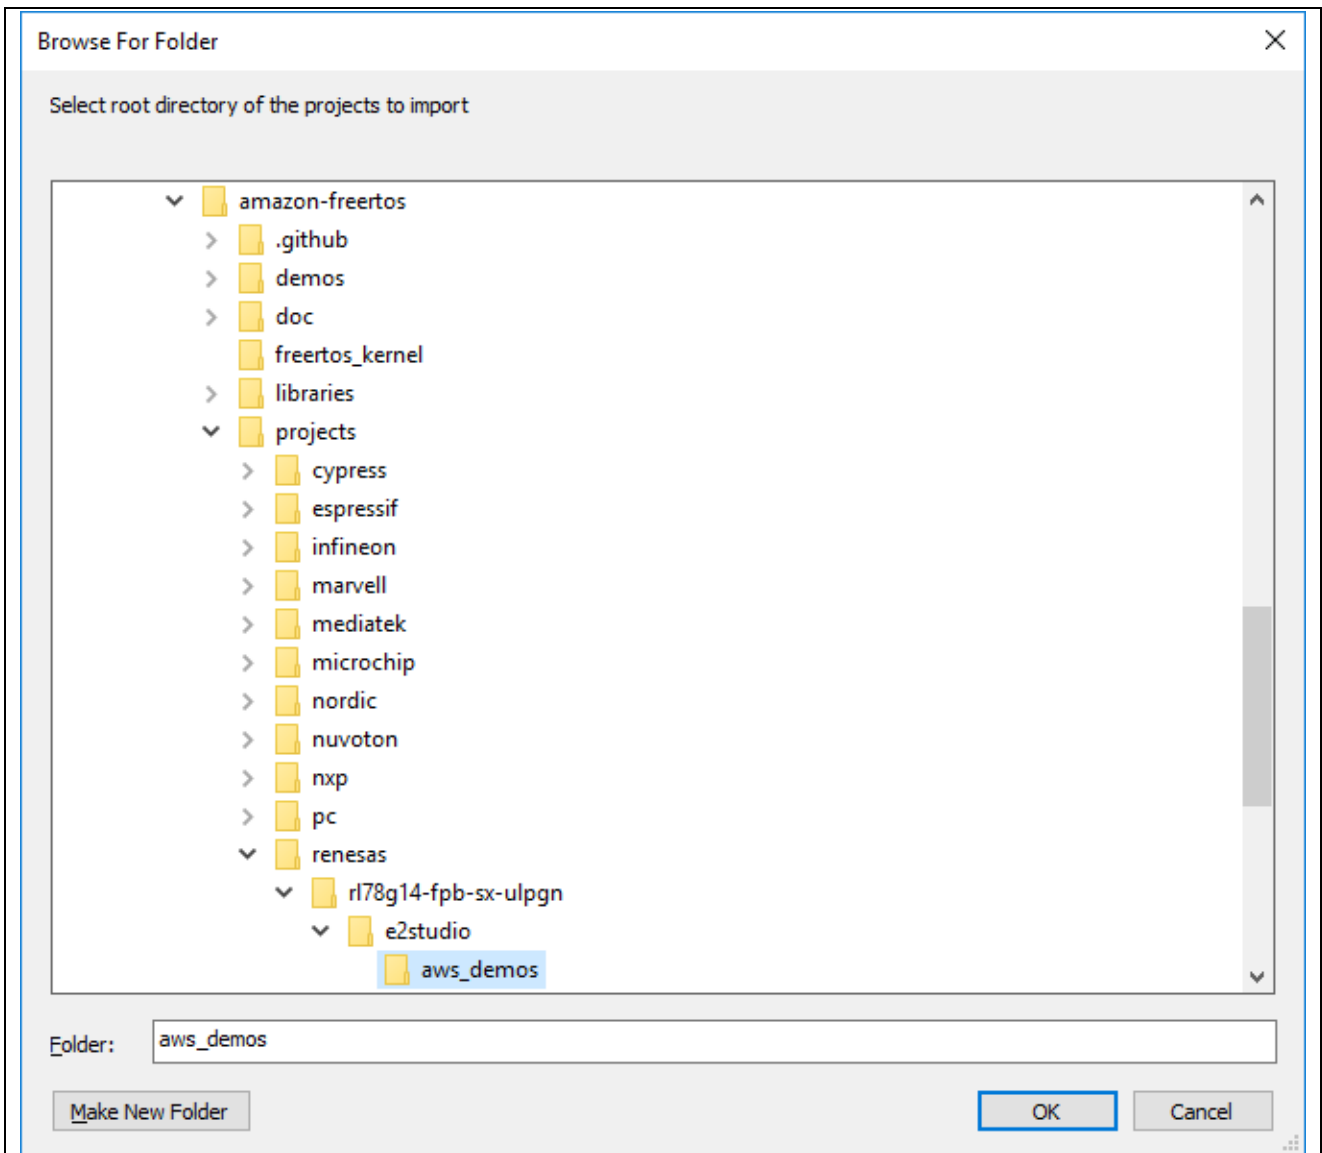 Browse For Folder
Select root directory of the projects to import
amazon-freertos
.github
demos
doc
freertos_kernel
libraries
projects
cypress
espressif
infineon
marvell
mediatek
microchip
nordic
nuvoton
nxp
pc
renesas
rl78g14-fpb-sx-ulpgn
e2studio
aws_demos
Folder: aws_demos
Make New Folder OK Cancel